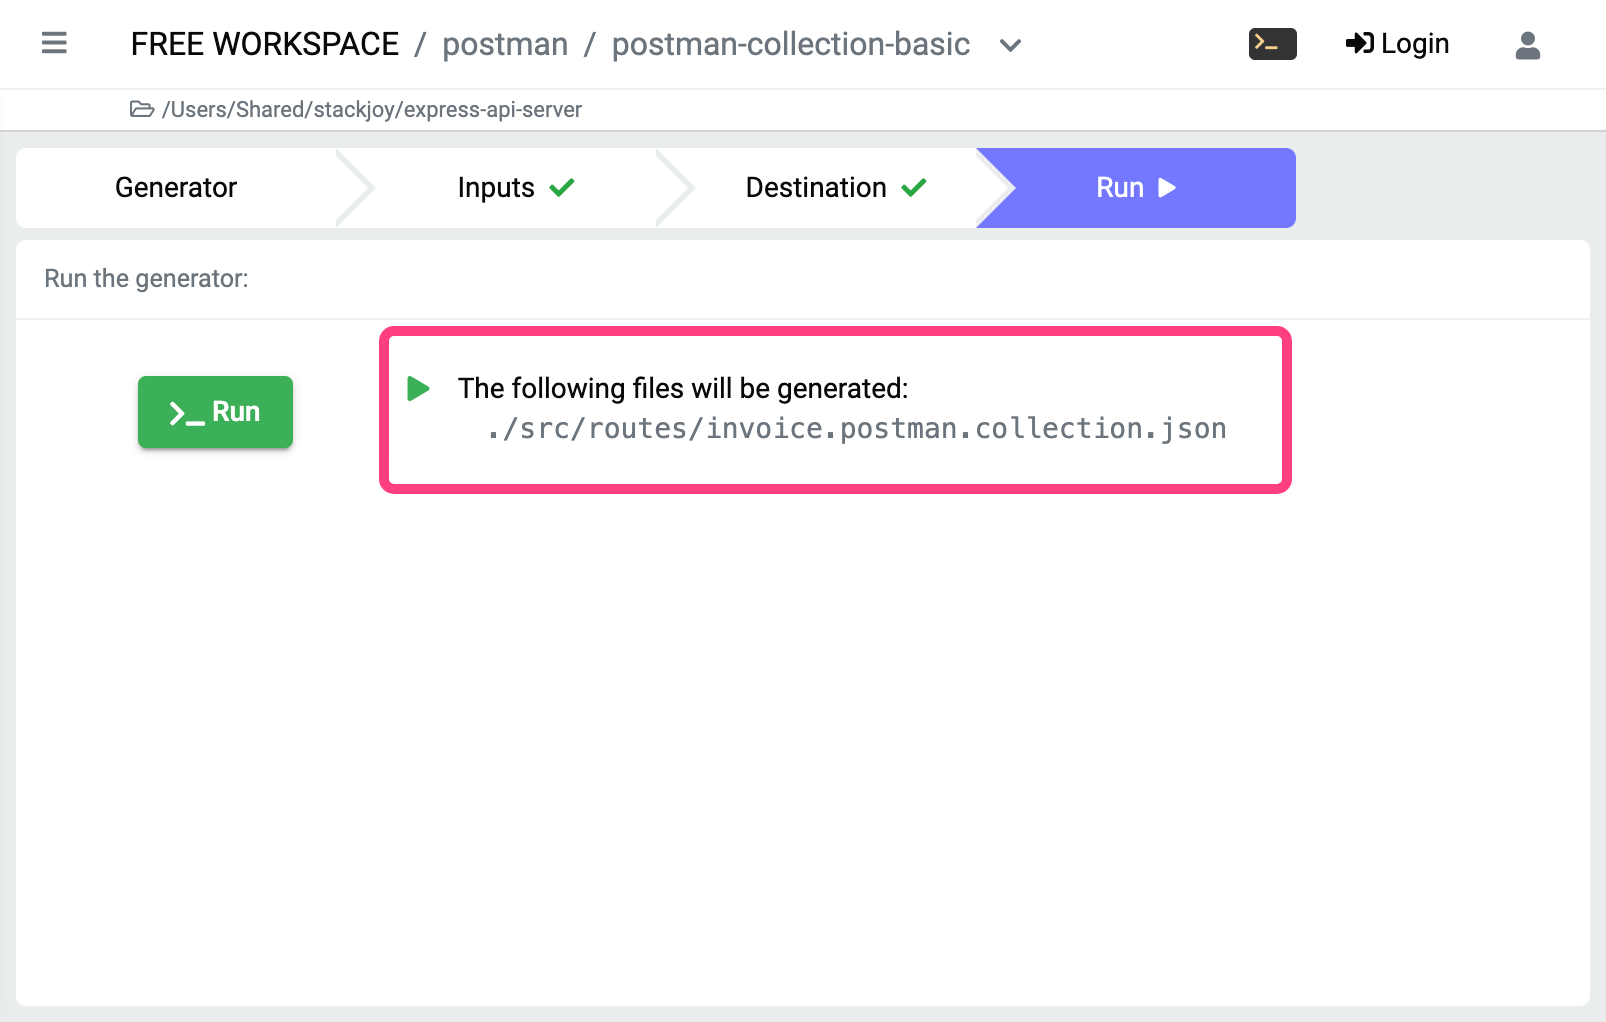 FREE WORKSPACE / postman / postman-collection-basic
Login
/Users/Shared/stackjoy/express-api-server
Generator
Inputs
Destination
Run
Run the generator:
Run
The following files will be generated:
./src/routes/invoice.postman.collection.json